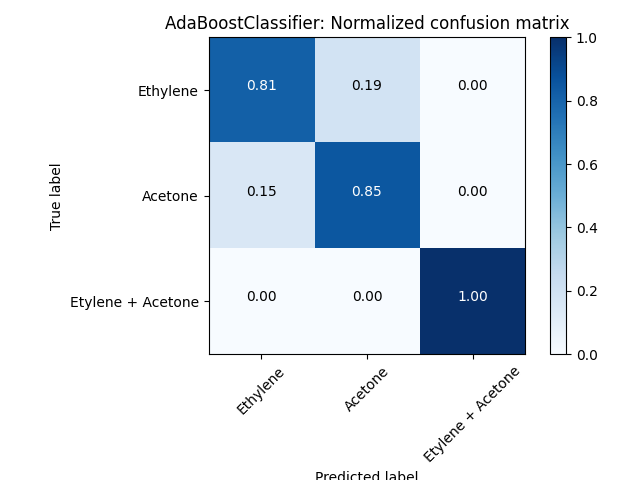 AdaBoostClassifier: Normalized confusion matrix
1.0
Ethylene 0.81 0.19 0.00
0.8
0.6
True label
Acetone 0.15 0.85 0.00
0.4
0.2
Etylene + Acetone 0.00 0.00 1.00
0.0
Ethylene
Acetone
Etylene + Acetone
Predicted label